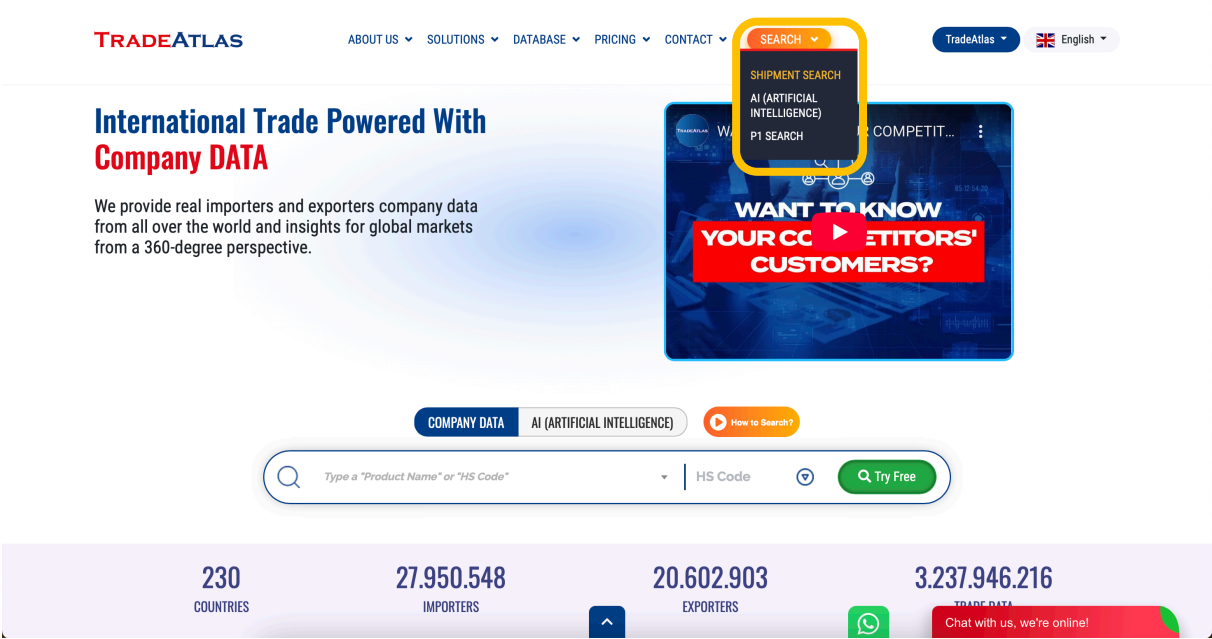 TRADEATLAS
ABOUT US
SOLUTIONS
DATABASE
PRICING
CONTACT
SEARCH
TradeAtlas
English
SHIPMENT SEARCH
AI (ARTIFICIAL
INTELLIGENCE)
P1 SEARCH
International Trade Powered With
Company DATA
We provide real importers and exporters company data
from all over the world and insights for global markets
from a 360-degree perspective.
TRADEATLAS
COMPETIT...
WANT TO KNOW
YOUR
CUSTOMERS?
COMPANY DATA
AI (ARTIFICIAL INTELLIGENCE)
How to Search?
Type a "Product Name" or "HS Code"
HS Code
Try Free
230
27.950.548
20.602.903
3.237.946.216
COUNTRIES
IMPORTERS
EXPORTERS
TRADE DATA
Chat with us, we're online!